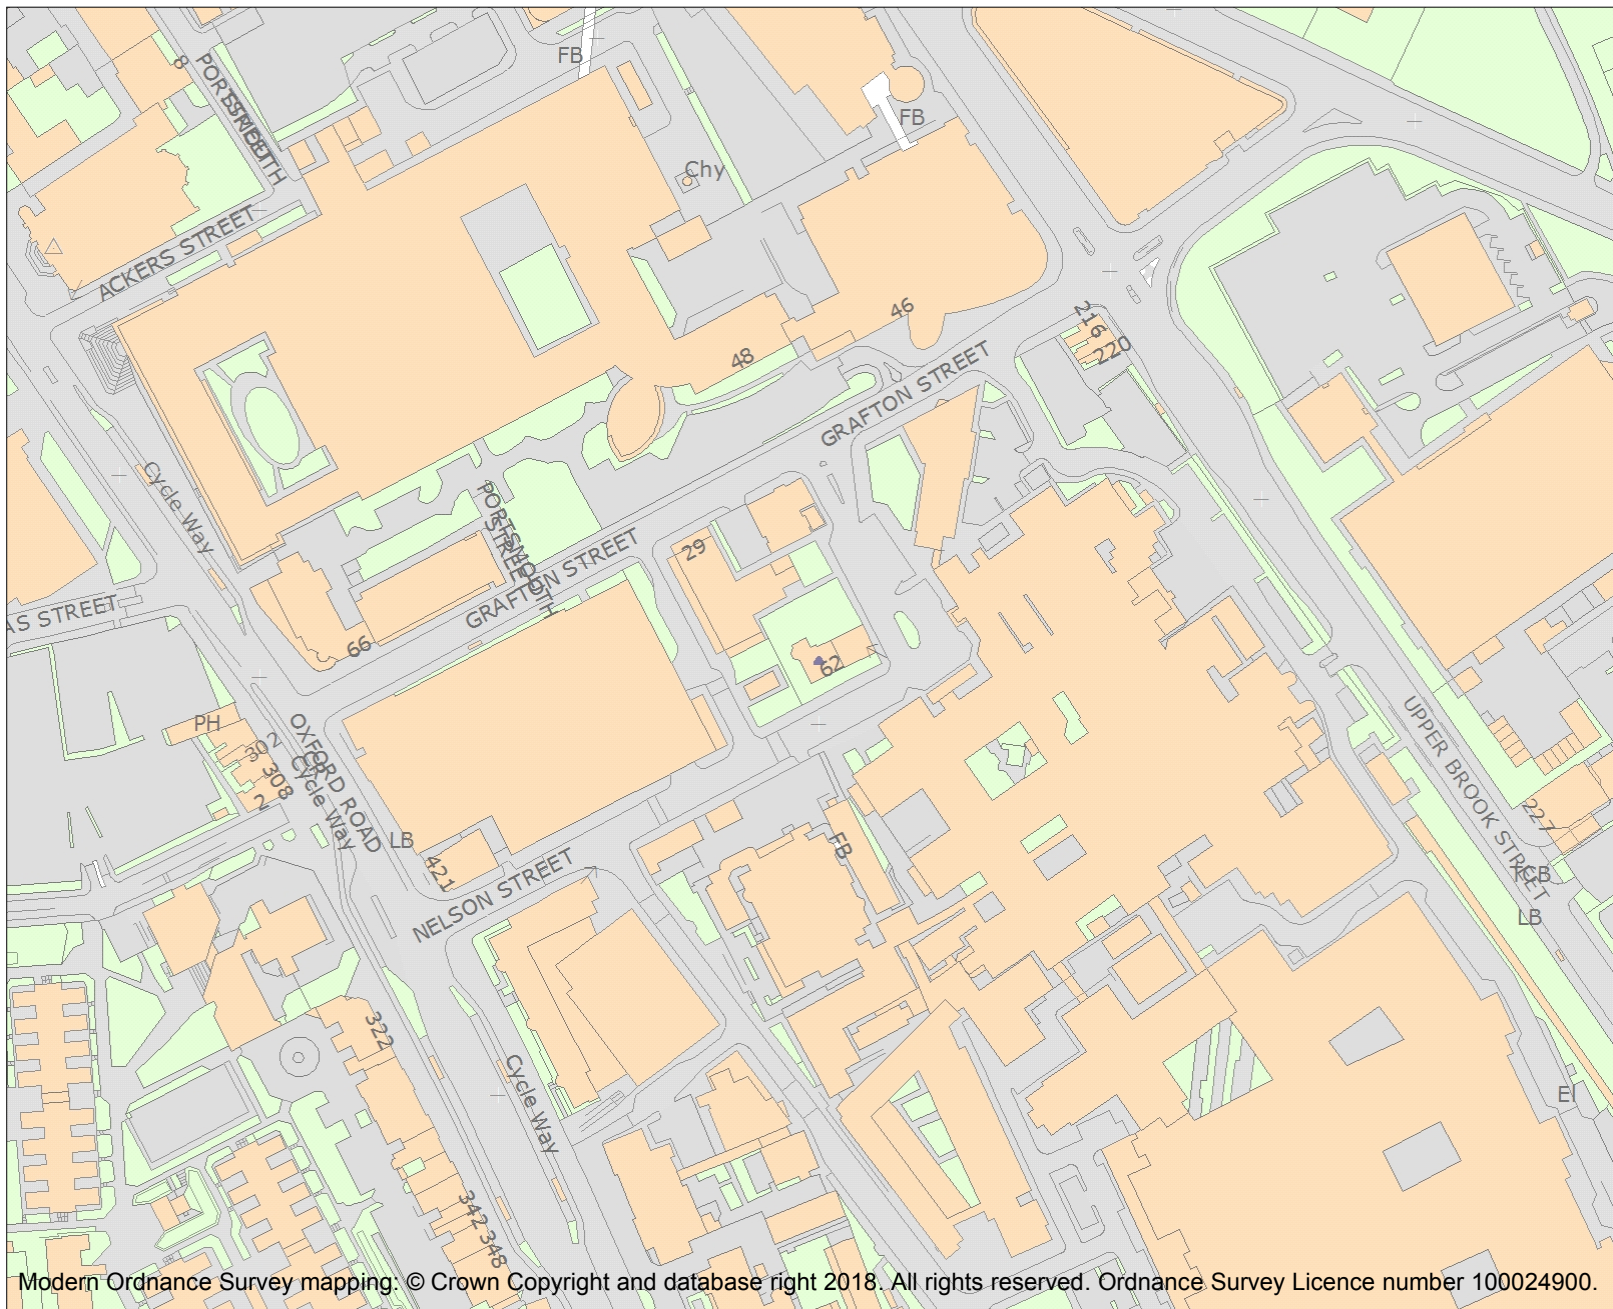 FB
8
PORTSMOUTH
STREET
FB
Chy
ACKERS STREET
46
216
220
48
GRAFTON STREET
Cycle Way
PORTSMOUTH
STREET
29
GRAFTON STREET
AS STREET
66
62
PH
302
308
2
OXFORD ROAD
Cycle Way
LB
421
UPPER BROOK STREET
227
FB
TCB
LB
NELSON STREET
322
Cycle Way
El
342
348
Modern Ordnance Survey mapping: © Crown Copyright and database right 2018. All rights reserved. Ordnance Survey Licence number 100024900.